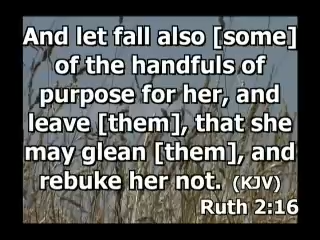 And let fall also [some]
of the handfuls of
purpose for her, and
leave [them], that she
may glean [them], and
rebuke her not. (KJV)
Ruth 2:16